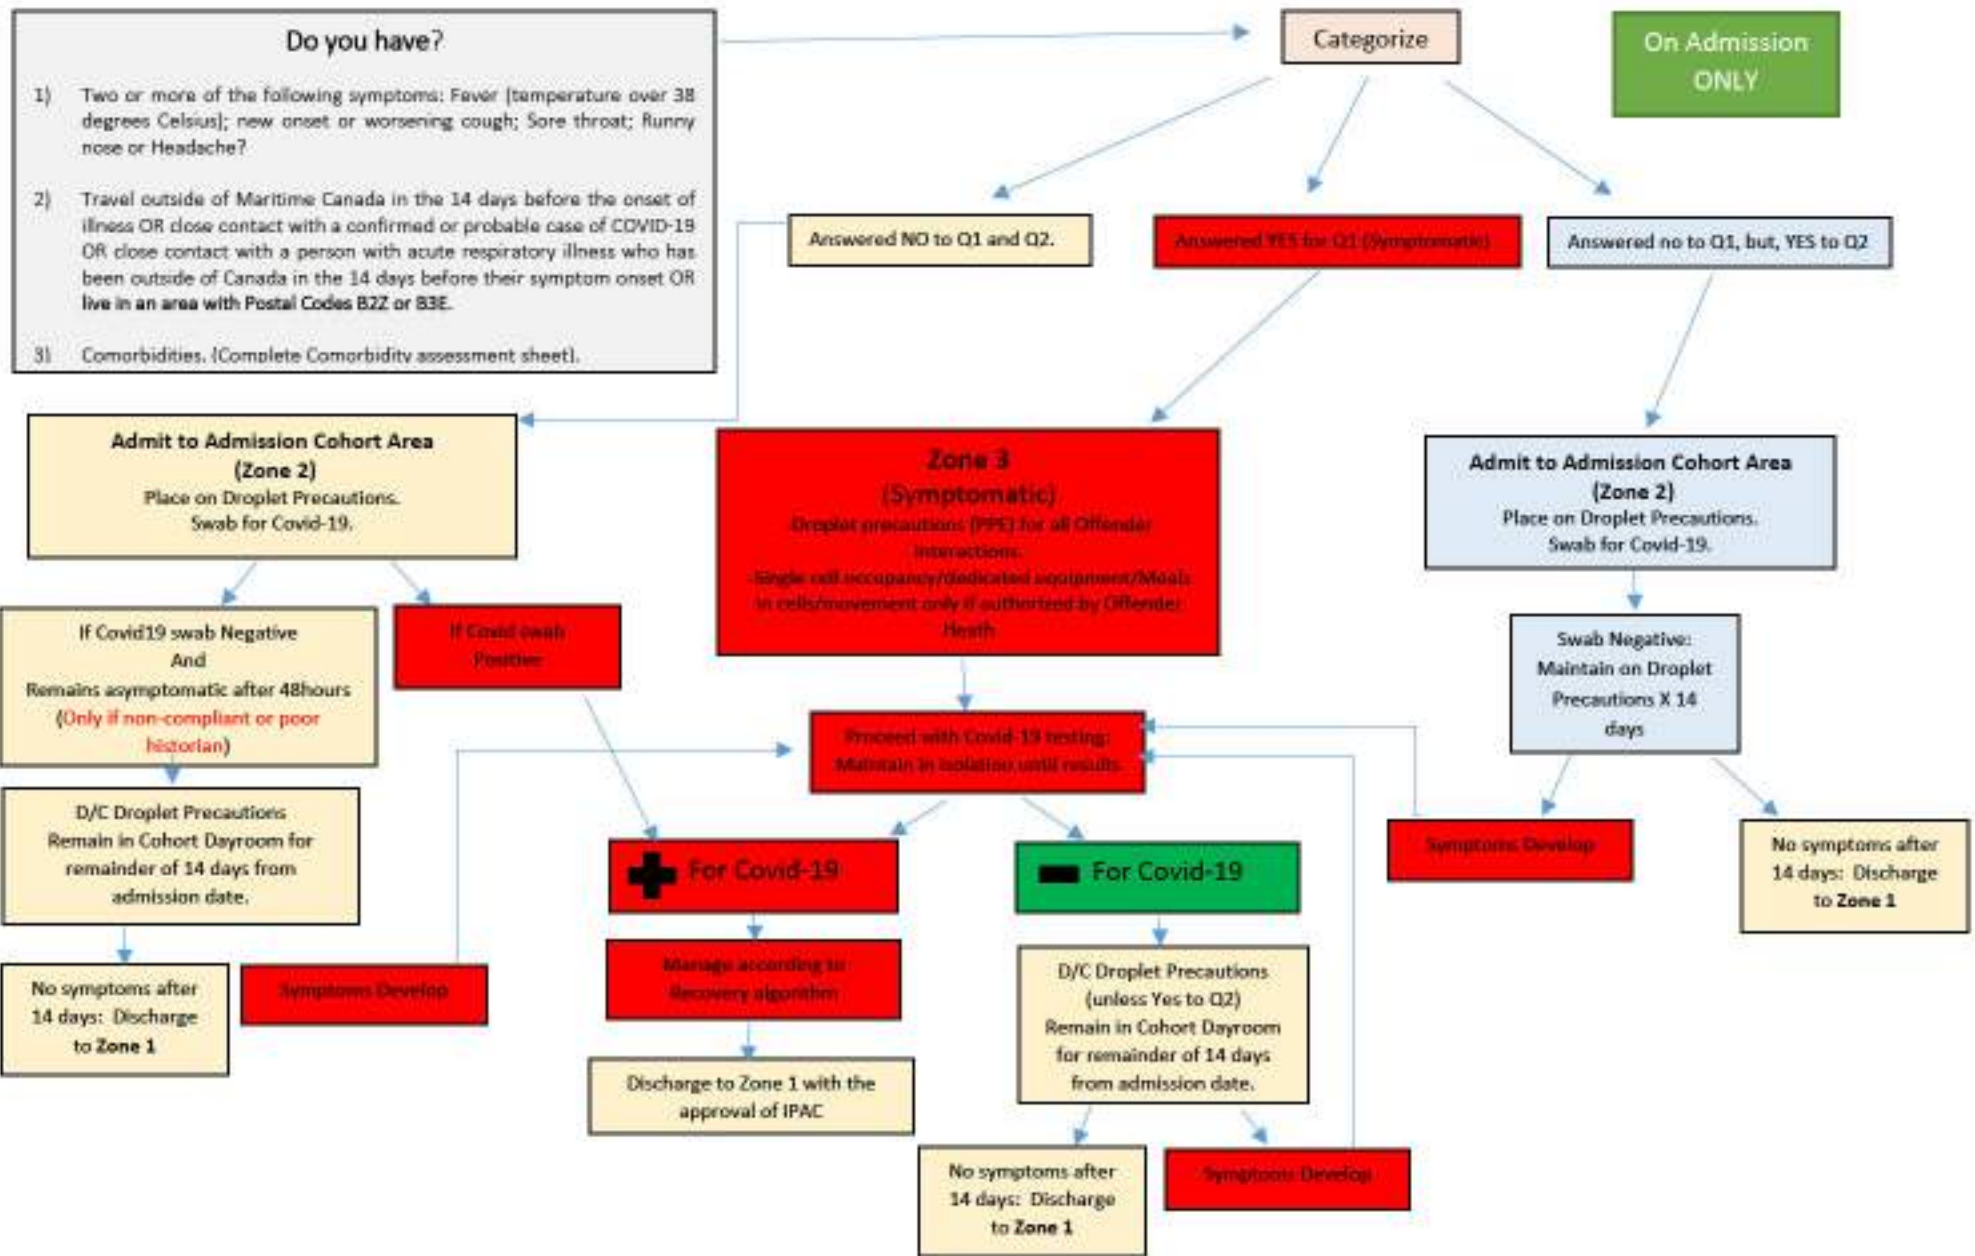 Do you have?
1) Two or more of the following symptoms: Fever (temperature over 38
degrees Celsius); new onset or worsening cough; Sore throat; Runny
nose or Headache?
2) Travel outside of Maritime Canada in the 14 days before the onset of
illness OR close contact with a confirmed or probable case of COVID-19
OR close contact with a person with acute respiratory illness who has
been outside of Canada in the 14 days before their symptom onset OR
live in an area with Postal Codes B2Z or B3E.
3) Comorbidities. (Complete Comorbidity assessment sheet).
Categorize
On Admission
ONLY
Answered NO to Q1 and Q2.
Answered YES for Q1 (Symptomatic)
Answered no to Q1, but, YES to Q2
Admit to Admission Cohort Area
(Zone 2)
Place on Droplet Precautions.
Swab for Covid-19.
Zone 3
(Symptomatic)
-Droplet precautions (PPE) for all Offender
interactions.
-Single cell occupancy/dedicated equipment/Meals
in cells/movement only if authorized by Offender
Heath
Admit to Admission Cohort Area
(Zone 2)
Place on Droplet Precautions.
Swab for Covid-19.
If Covid19 swab Negative
And
Remains asymptomatic after 48hours
(Only if non-compliant or poor
historian)
If Covid swab
Positive
Swab Negative:
Maintain on Droplet
Precautions X 14
days
Proceed with Covid-19 testing:
Maintain in isolation until results.
D/C Droplet Precautions
Remain in Cohort Dayroom for
remainder of 14 days from
admission date.
For Covid-19
For Covid-19
Symptoms Develop
No symptoms after
14 days: Discharge
to Zone 1
No symptoms after
14 days: Discharge
to Zone 1
Symptoms Develop
Manage according to
Recovery algorithm
D/C Droplet Precautions
(unless Yes to Q2)
Remain in Cohort Dayroom
for remainder of 14 days
from admission date.
Discharge to Zone 1 with the
approval of IPAC
No symptoms after
14 days: Discharge
to Zone 1
Symptoms Develop